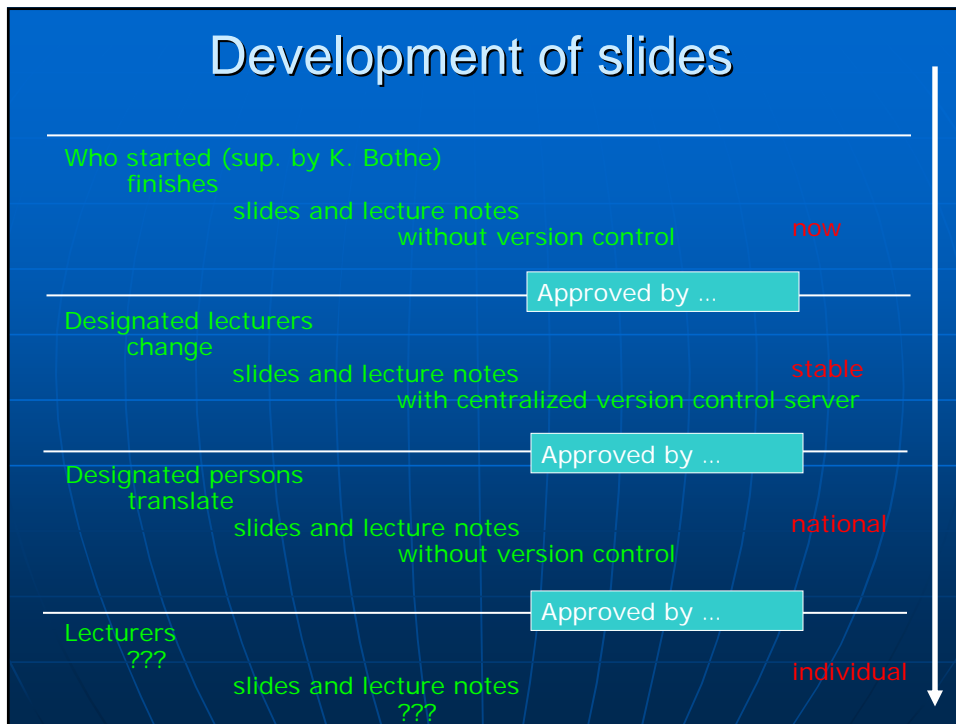 Development of slides
Who started (sup. by K. Bothe)
finishes
slides and lecture notes
without version control
now
Approved by ...
Designated lecturers
change
slides and lecture notes
stable
with centralized version control server
Approved by ...
Designated persons
translate
slides and lecture notes
national
without version control
Approved by ...
Lecturers
???
individual
slides and lecture notes
???